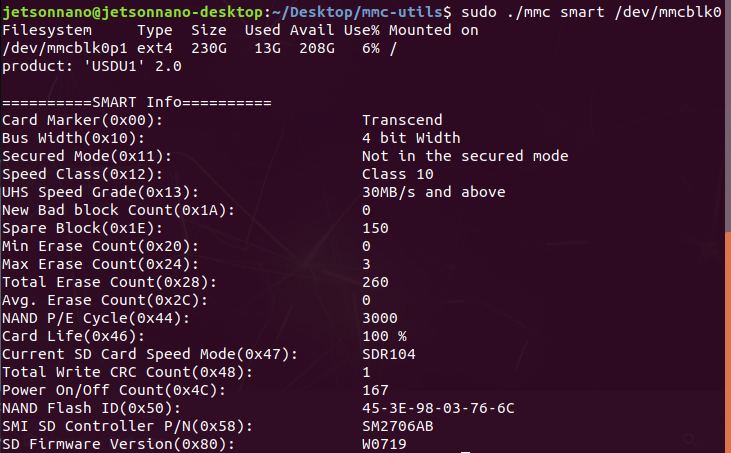 jetsonnano@jetsonnano-desktop:~/Desktop/mmc-utils$ sudo ./mmc smart /dev/mmcblk0
Filesystem     Type  Size  Used Avail Use% Mounted on
/dev/mmcblk0p1 ext4  230G   13G  208G   6% /
product: 'USDU1' 2.0

==========SMART Info==========
Card Marker(0x00): Transcend
Bus Width(0x10): 4 bit Width
Secured Mode(0x11): Not in the secured mode
Speed Class(0x12): Class 10
UHS Speed Grade(0x13): 30MB/s and above
New Bad block Count(0x1A): 0
Spare Block(0x1E): 150
Min Erase Count(0x20): 0
Max Erase Count(0x24): 3
Total Erase Count(0x28): 260
Avg. Erase Count(0x2C): 0
NAND P/E Cycle(0x44): 3000
Card Life(0x46): 100 %
Current SD Card Speed Mode(0x47): SDR104
Total Write CRC Count(0x48): 1
Power On/Off Count(0x4C): 167
NAND Flash ID(0x50): 45-3E-98-03-76-6C
SMI SD Controller P/N(0x58): SM2706AB
SD Firmware Version(0x80): W0719